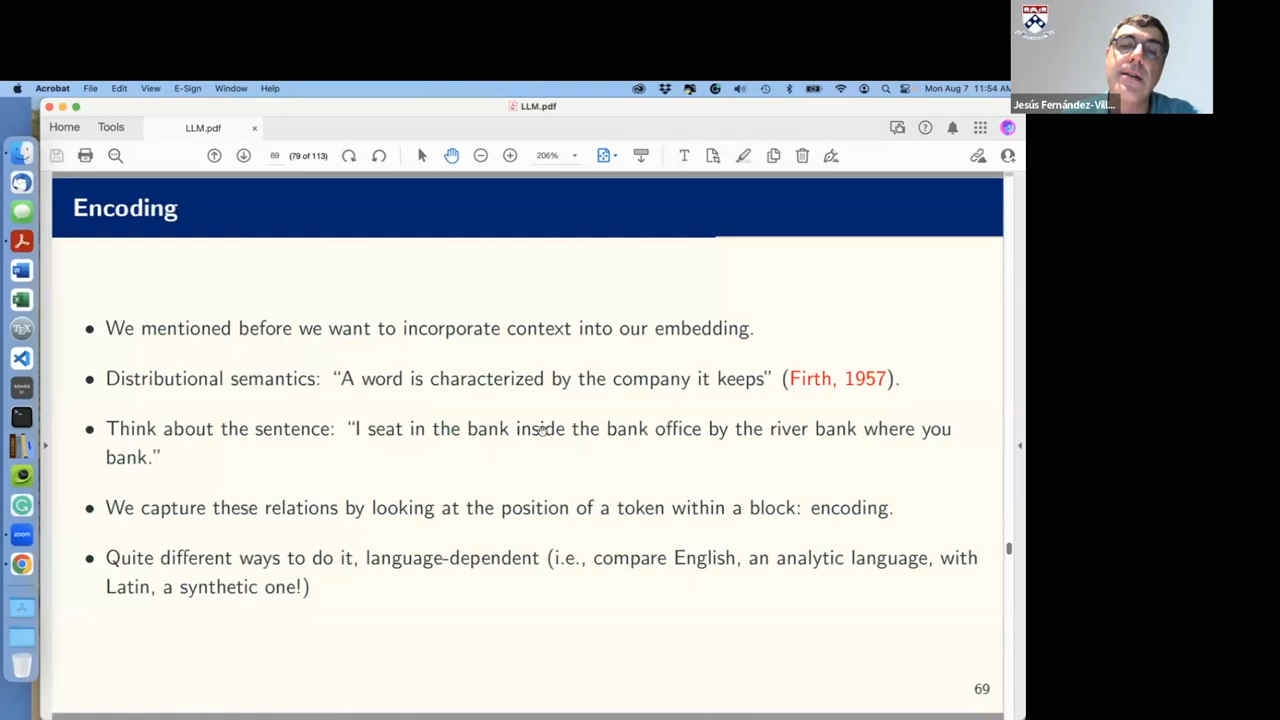 Acrobat File Edit View E-Sign Window Help
Mon Aug 7 11:54 AM
Jesús Fernández-Vill...
LLM.pdf
Home Tools LLM.pdf ×
69 (79 of 113) 206%
Encoding
• We mentioned before we want to incorporate context into our embedding.
• Distributional semantics: “A word is characterized by the company it keeps” (Firth, 1957).
• Think about the sentence: “I seat in the bank inside the bank office by the river bank where you
bank.”
• We capture these relations by looking at the position of a token within a block: encoding.
• Quite different ways to do it, language-dependent (i.e., compare English, an analytic language, with
Latin, a synthetic one!)
69
zoom